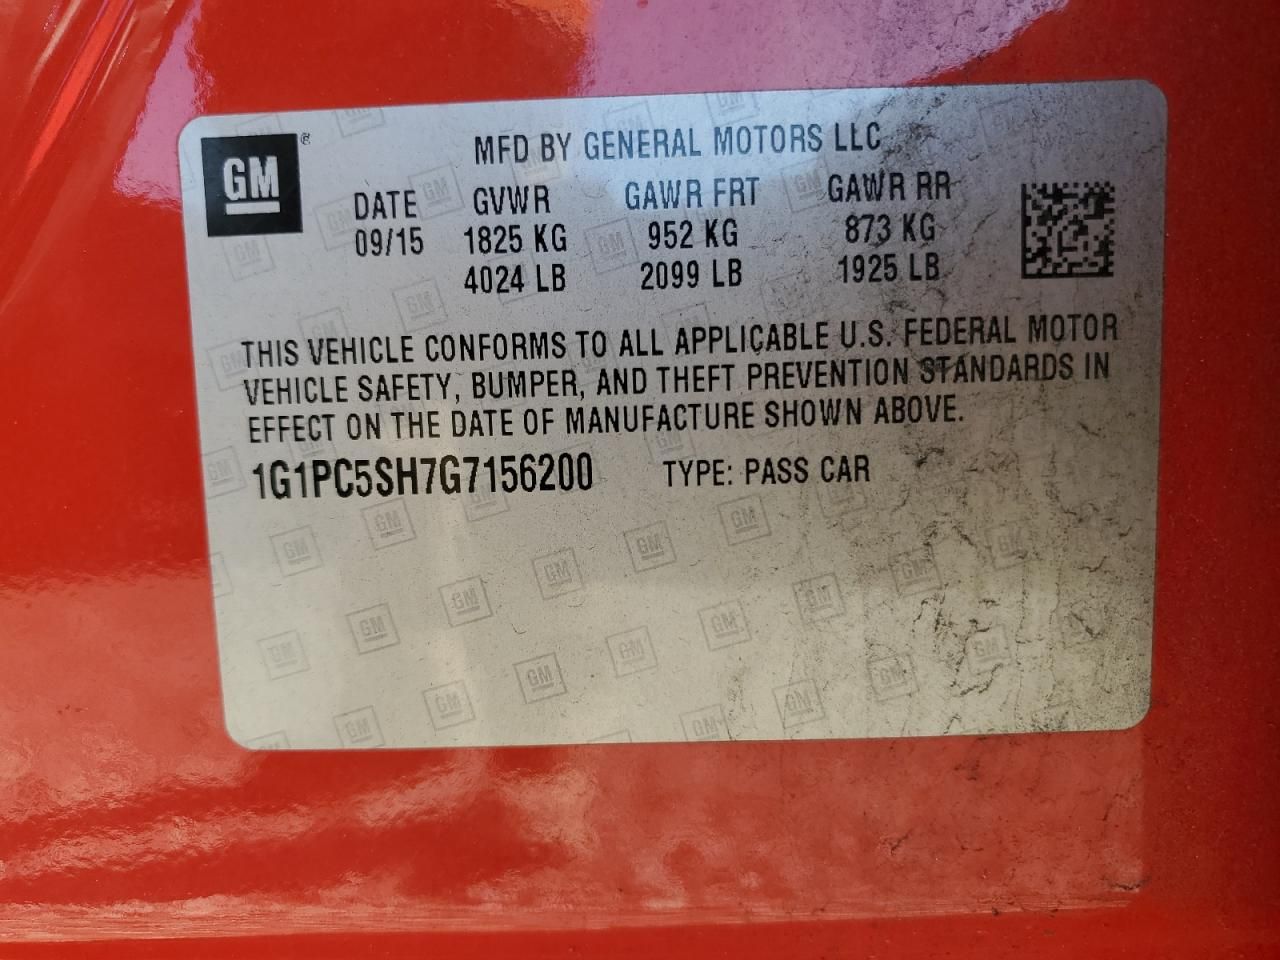 GM®
MFD BY GENERAL MOTORS LLC
DATE GVWR GAWR FRT GAWR RR
09/15 1825 KG 952 KG 873 KG
4024 LB 2099 LB 1925 LB
THIS VEHICLE CONFORMS TO ALL APPLICABLE U.S. FEDERAL MOTOR
VEHICLE SAFETY, BUMPER, AND THEFT PREVENTION STANDARDS IN
EFFECT ON THE DATE OF MANUFACTURE SHOWN ABOVE.
1G1PC5SH7G7156200 TYPE: PASS CAR